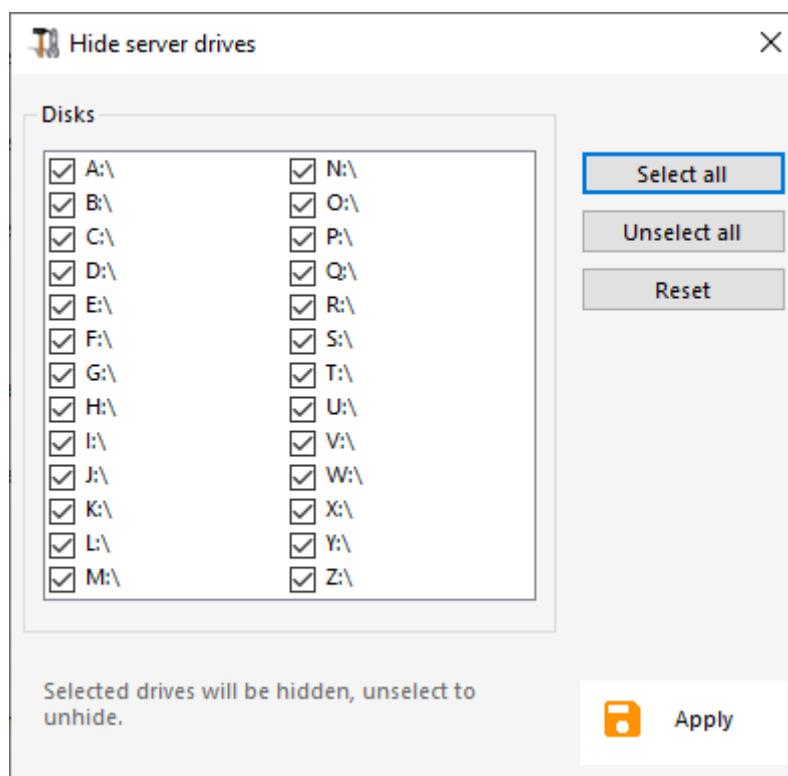 Hide server drives
Disks
A:\
B:\
C:\
D:\
E:\
F:\
G:\
H:\
I:\
J:\
K:\
L:\
M:\
N:\
O:\
P:\
Q:\
R:\
S:\
T:\
U:\
V:\
W:\
X:\
Y:\
Z:\
Select all
Unselect all
Reset
Selected drives will be hidden, unselect to
unhide.
Apply